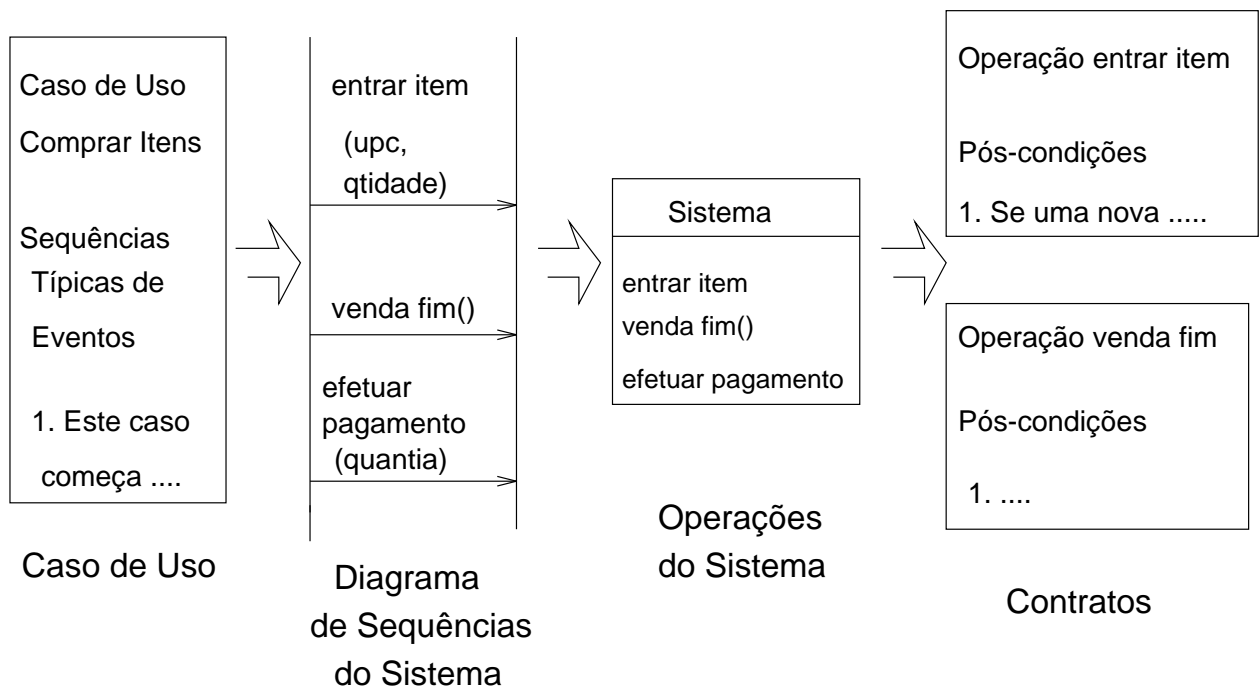 Caso de Uso
Comprar Itens
Sequências
Típicas de
Eventos
1. Este caso
começa ....
Caso de Uso
entrar item
(upc,
qtidade)
venda fim()
efetuar
pagamento
(quantia)
Diagrama
de Sequências
do Sistema
Sistema
entrar item
venda fim()
efetuar pagamento
Operações
do Sistema
Operação entrar item
Pós-condições
1. Se uma nova .....
Operação venda fim
Pós-condições
1. ....
Contratos